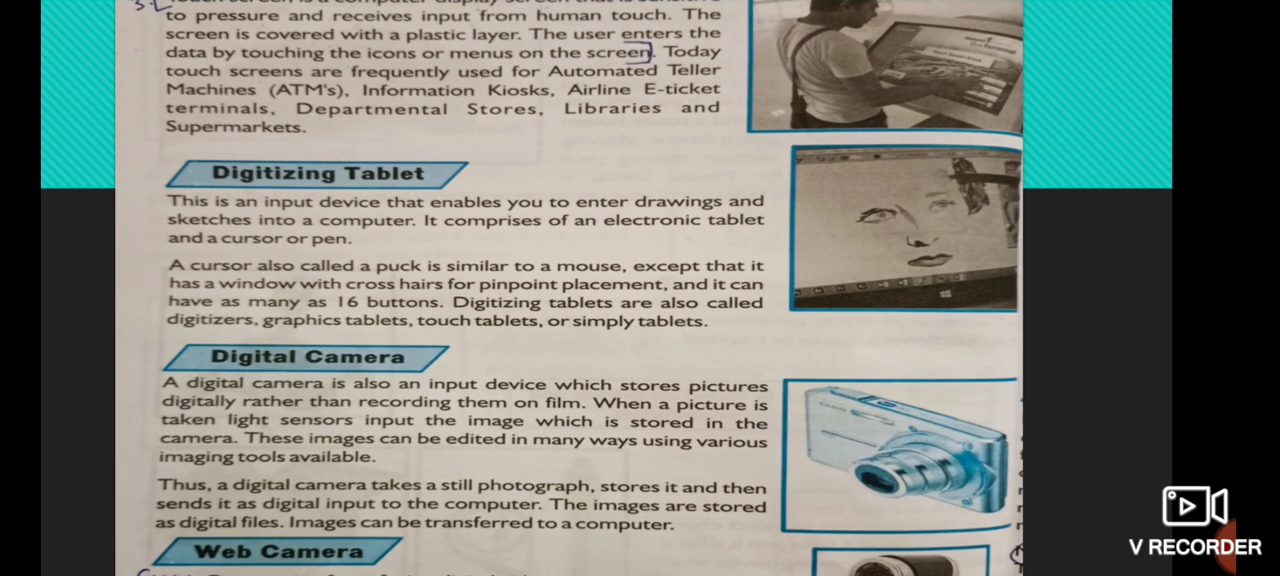 to pressure and receives input from human touch. The
screen is covered with a plastic layer. The user enters the
data by touching the icons or menus on the screen. Today
touch screens are frequently used for Automated Teller
Machines (ATM's), Information Kiosks, Airline E-ticket
terminals, Departmental Stores, Libraries and
Supermarkets.
Digitizing Tablet
This is an input device that enables you to enter drawings and
sketches into a computer. It comprises of an electronic tablet
and a cursor or pen.
A cursor also called a puck is similar to a mouse, except that it
has a window with cross hairs for pinpoint placement, and it can
have as many as 16 buttons. Digitizing tablets are also called
digitizers, graphics tablets, touch tablets, or simply tablets.
Digital Camera
A digital camera is also an input device which stores pictures
digitally rather than recording them on film. When a picture is
taken light sensors input the image which is stored in the
camera. These images can be edited in many ways using various
imaging tools available.
Thus, a digital camera takes a still photograph, stores it and then
sends it as digital input to the computer. The images are stored
as digital files. Images can be transferred to a computer.
Web Camera
V RECORDER